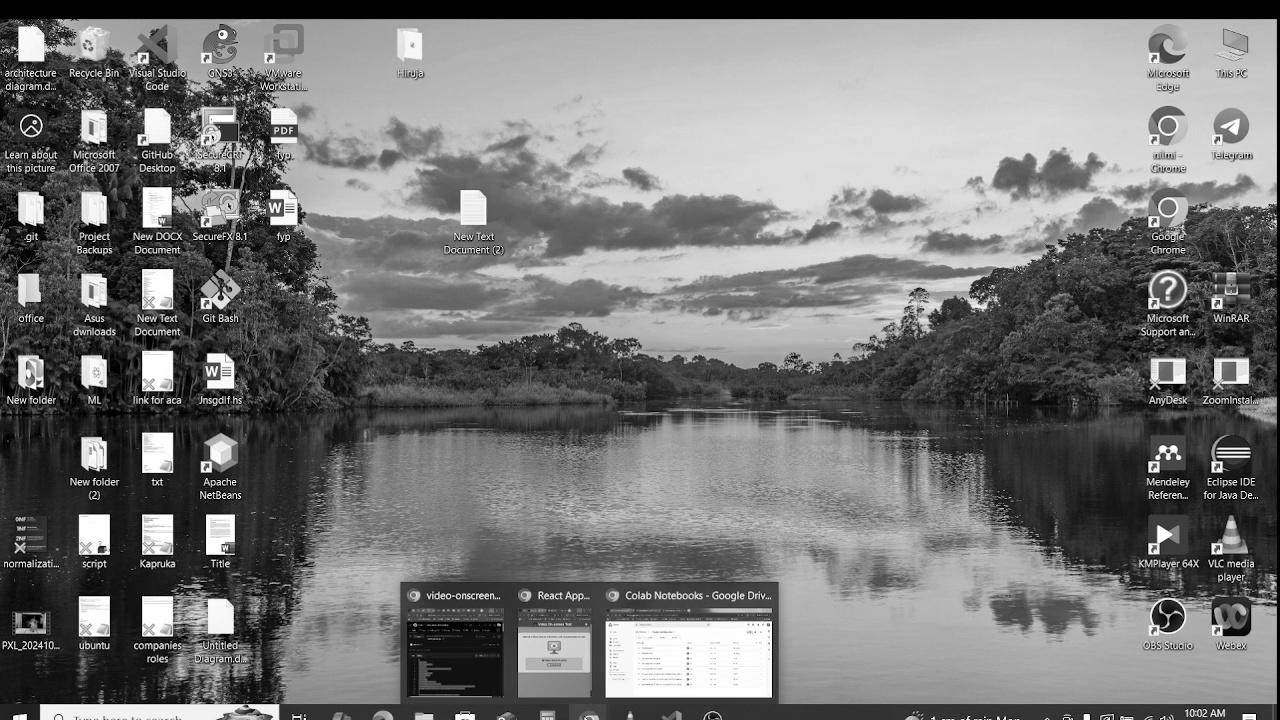 architecture
diagram.d...
Recycle Bin
Visual Studio
Code
GNS3
VMware
Workstati...
Hiruja
Microsoft
Edge
This PC
Learn about
this picture
Microsoft
Office 2007
GitHub
Desktop
SecureCRT
8.1
PDF
fyp
nilmi -
Chrome
Telegram
.git
Project
Backups
New DOCX
Document
SecureFX 8.1
fyp
New Text
Document (2)
Google
Chrome
office
Asus
dwnloads
New Text
Document
Git Bash
Microsoft
Support an...
WinRAR
New folder
ML
link for aca
Jnsgdlf hs
AnyDesk
ZoomInstal...
New folder
(2)
txt
Apache
NetBeans
Mendeley
Referen...
Eclipse IDE
for Java De...
normalizati...
script
Kapruka
Title
KMPlayer 64X
VLC media
player
ubuntu
companies
roles
Untitled
Diagram.d...
Webex
video-onscreen...
React App...
Colab Notebooks - Google Driv...
Type here to search
10:02 AM